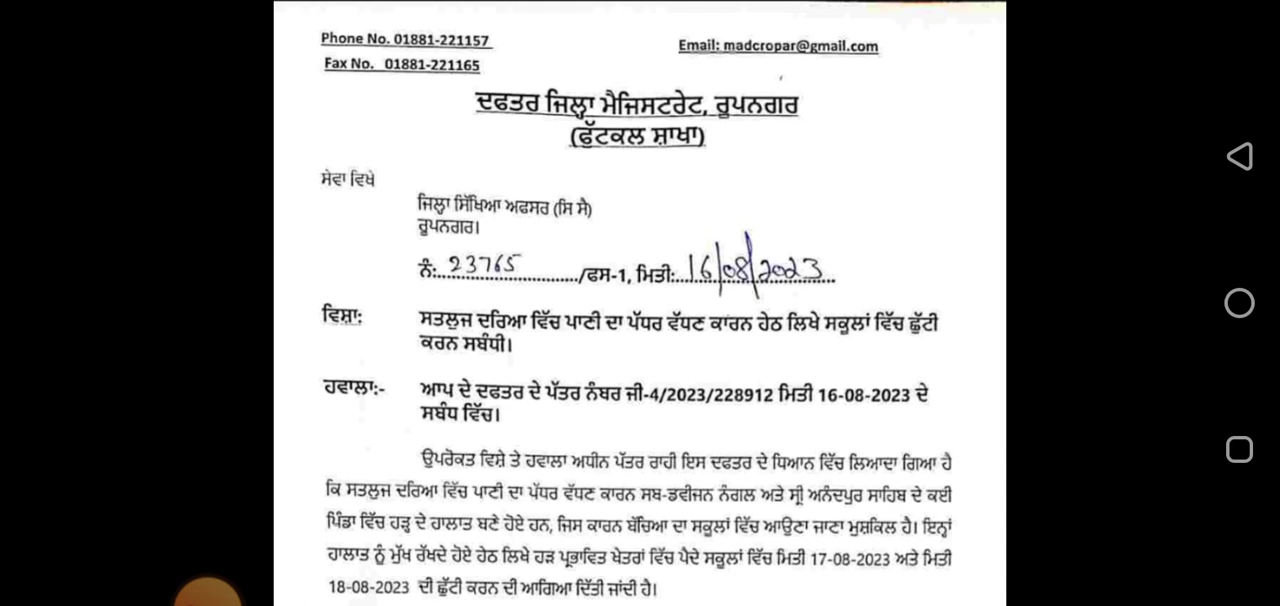 Phone No. 01881-221157
Email: madcropar@gmail.com
Fax No. 01881-221165
ਦਫਤਰ ਜਿਲ੍ਹਾ ਮੈਜਿਸਟਰੇਟ, ਰੂਪਨਗਰ
(ਫੁੱਟਕਲ ਸ਼ਾਖਾ)
ਸੇਵਾ ਵਿਖੇ
ਜਿਲ੍ਹਾ ਸਿੱਖਿਆ ਅਫਸਰ (ਸਿ ਸੈ)
ਰੂਪਨਗਰ।
ਨੰ:..23765............../ਫਸ-1, ਮਿਤੀ:..16/08/2023....
ਵਿਸ਼ਾ: ਸਤਲੁਜ ਦਰਿਆ ਵਿੱਚ ਪਾਣੀ ਦਾ ਪੱਧਰ ਵੱਧਣ ਕਾਰਨ ਹੇਠ ਲਿਖੇ ਸਕੂਲਾਂ ਵਿੱਚ ਛੁੱਟੀ
ਕਰਨ ਸਬੰਧੀ।
ਹਵਾਲਾ:- ਆਪ ਦੇ ਦਫਤਰ ਦੇ ਪੱਤਰ ਨੰਬਰ ਜੀ-4/2023/228912 ਮਿਤੀ 16-08-2023 ਦੇ
ਸਬੰਧ ਵਿੱਚ।
ਉਪਰੋਕਤ ਵਿਸ਼ੇ ਤੇ ਹਵਾਲਾ ਅਧੀਨ ਪੱਤਰ ਰਾਹੀ ਇਸ ਦਫਤਰ ਦੇ ਧਿਆਨ ਵਿੱਚ ਲਿਆਦਾ ਗਿਆ ਹੈ
ਕਿ ਸਤਲੁਜ ਦਰਿਆ ਵਿੱਚ ਪਾਣੀ ਦਾ ਪੱਧਰ ਵੱਧਣ ਕਾਰਨ ਸਬ-ਡਵੀਜਨ ਨੰਗਲ ਅਤੇ ਸ੍ਰੀ ਅਨੰਦਪੁਰ ਸਾਹਿਬ ਦੇ ਕਈ
ਪਿੰਡਾ ਵਿੱਚ ਹੜ੍ਹ ਦੇ ਹਾਲਾਤ ਬਣੇ ਹੋਏ ਹਨ, ਜਿਸ ਕਾਰਨ ਬੱਚਿਆ ਦਾ ਸਕੂਲਾਂ ਵਿੱਚ ਆਉਣਾ ਜਾਣਾ ਮੁਸ਼ਕਿਲ ਹੈ। ਇਨ੍ਹਾਂ
ਹਾਲਾਤ ਨੂੰ ਮੁੱਖ ਰੱਖਦੇ ਹੋਏ ਹੇਠ ਲਿਖੇ ਹੜ ਪ੍ਰਭਾਵਿਤ ਖੇਤਰਾਂ ਵਿੱਚ ਪੈਦੇ ਸਕੂਲਾਂ ਵਿੱਚ ਮਿਤੀ 17-08-2023 ਅਤੇ ਮਿਤੀ
18-08-2023 ਦੀ ਛੁੱਟੀ ਕਰਨ ਦੀ ਆਗਿਆ ਦਿੱਤੀ ਜਾਂਦੀ ਹੈ।